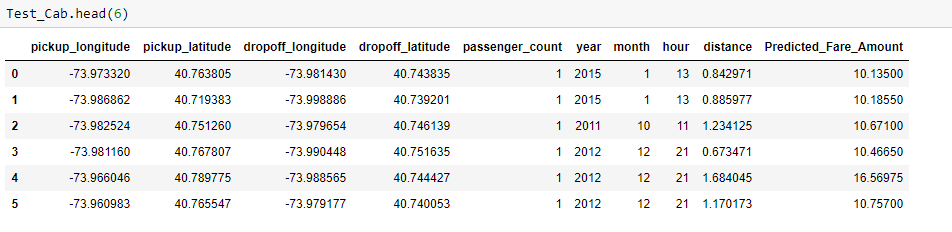 Test_Cab.head(6)
pickup_longitude pickup_latitude dropoff_longitude dropoff_latitude passenger_count year month hour distance Predicted_Fare_Amount
0 -73.973320 40.763805 -73.981430 40.743835 1 2015 1 13 0.842971 10.13500
1 -73.986862 40.719383 -73.998886 40.739201 1 2015 1 13 0.885977 10.18550
2 -73.982524 40.751260 -73.979654 40.746139 1 2011 10 11 1.234125 10.67100
3 -73.981160 40.767807 -73.990448 40.751635 1 2012 12 21 0.673471 10.46650
4 -73.966046 40.789775 -73.988565 40.744427 1 2012 12 21 1.684045 16.56975
5 -73.960983 40.765547 -73.979177 40.740053 1 2012 12 21 1.170173 10.75700